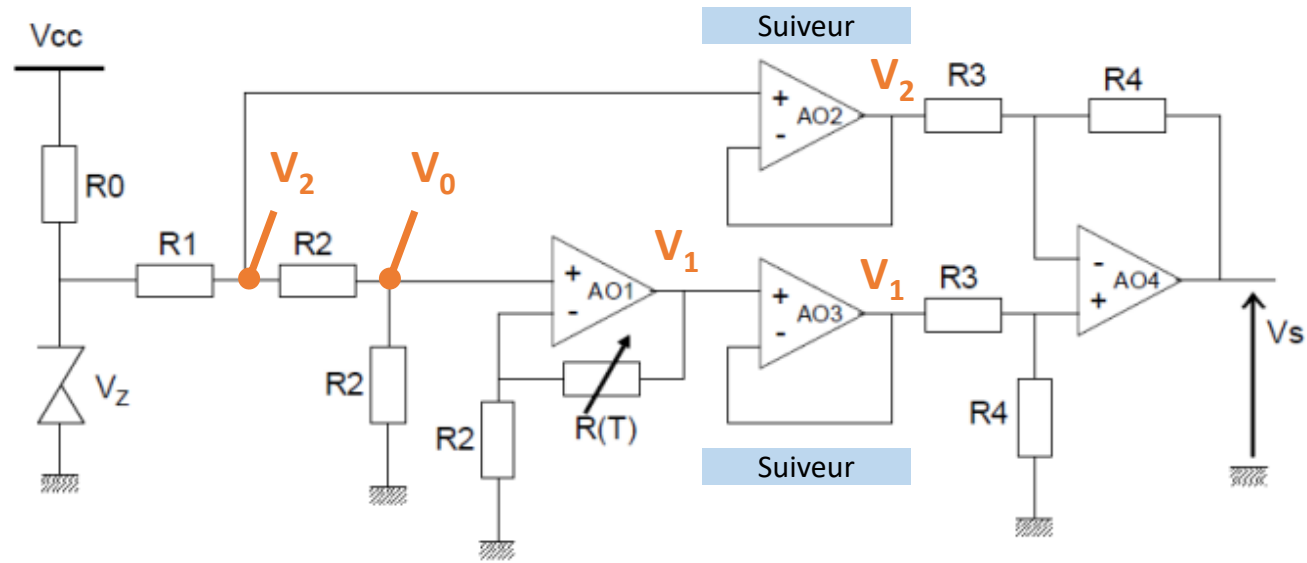 Suiveur
Vcc
V2
R3
R4
+
-
AO2
R0
V2
V0
R1
R2
V1
V1
R3
+
-
AO1
+
-
AO3
-
+
AO4
Vs
VZ
R2
R2
R(T)
R4
Suiveur